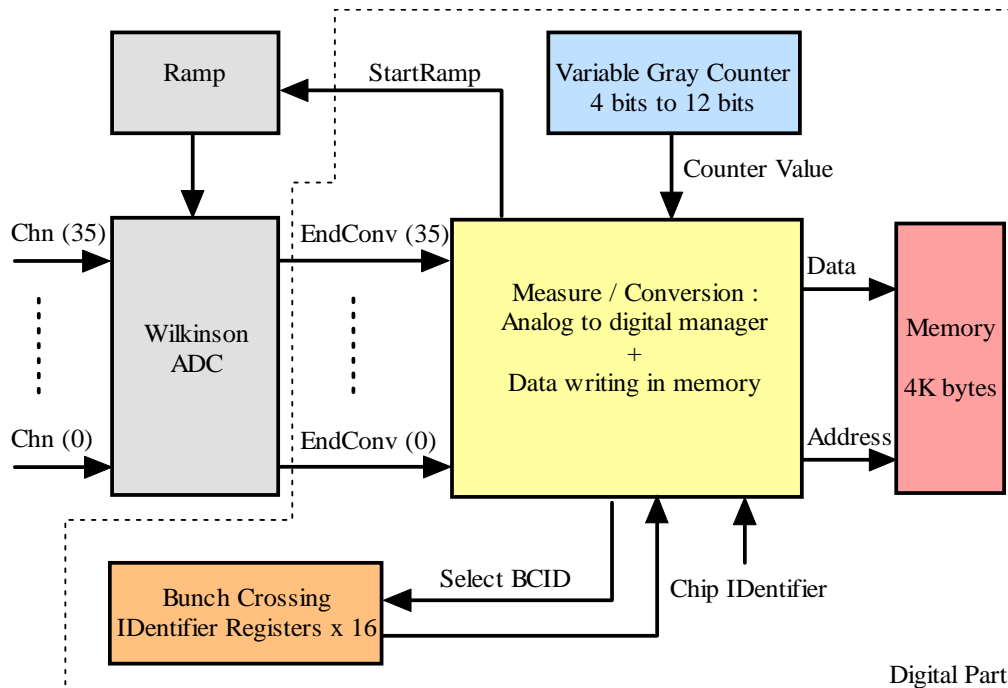 Ramp
StartRamp
Variable Gray Counter
4 bits to 12 bits
Counter Value
Chn (35)
EndConv (35)
Wilkinson
ADC
Measure / Conversion :
Analog to digital manager
+
Data writing in memory
Data
Memory
4K bytes
Address
Chn (0)
EndConv (0)
Select BCID
Chip IDentifier
Bunch Crossing
IDentifier Registers x 16
Digital Part